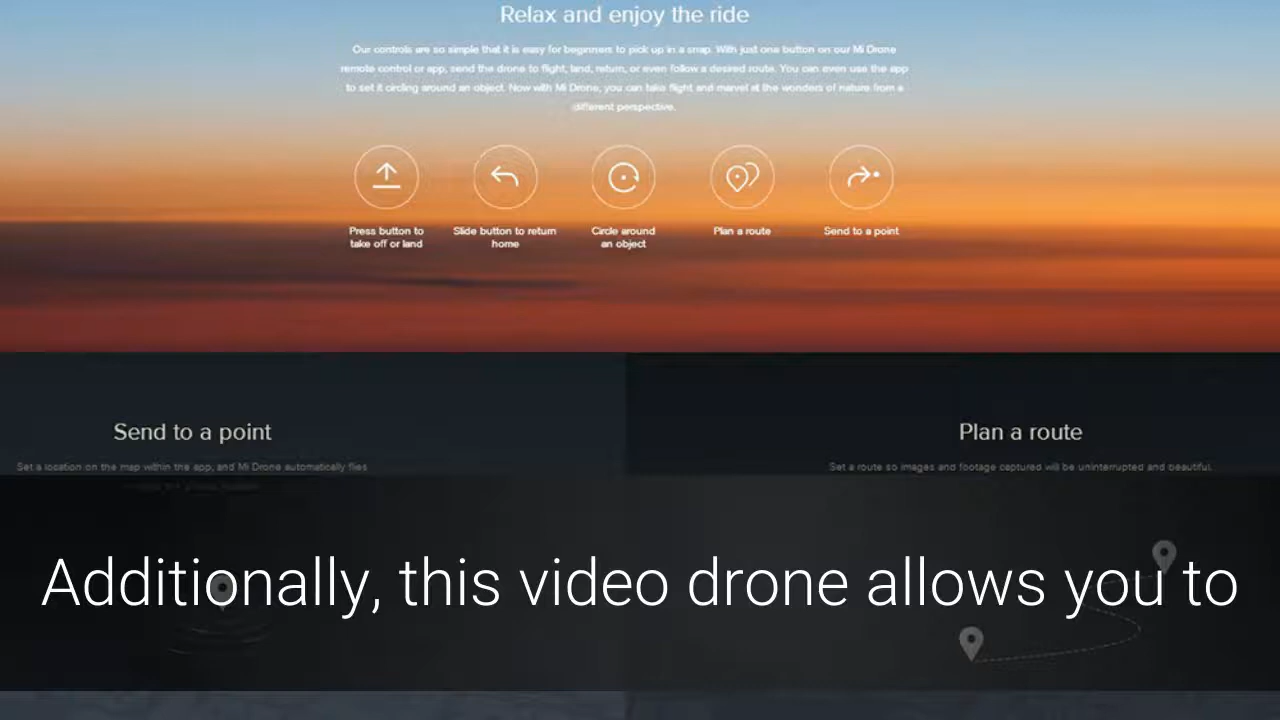 Relax and enjoy the ride
Our controls are so simple that it is easy for beginners to pick up in a snap. With just one button on our Mi Drone
remote control or app, send the drone to flight, land, return, or even follow a desired route. You can even use the app
to set it circling around an object. Now with Mi Drone, you can take flight and marvel at the wonders of nature from a
different perspective.
Press button to
take off or land
Slide button to return
home
Circle around
an object
Plan a route
Send to a point
Send to a point
Plan a route
Set a location on the map within the app, and Mi Drone automatically flies
Set a route so images and footage captured will be uninterrupted and beautiful.
Additionally, this video drone allows you to